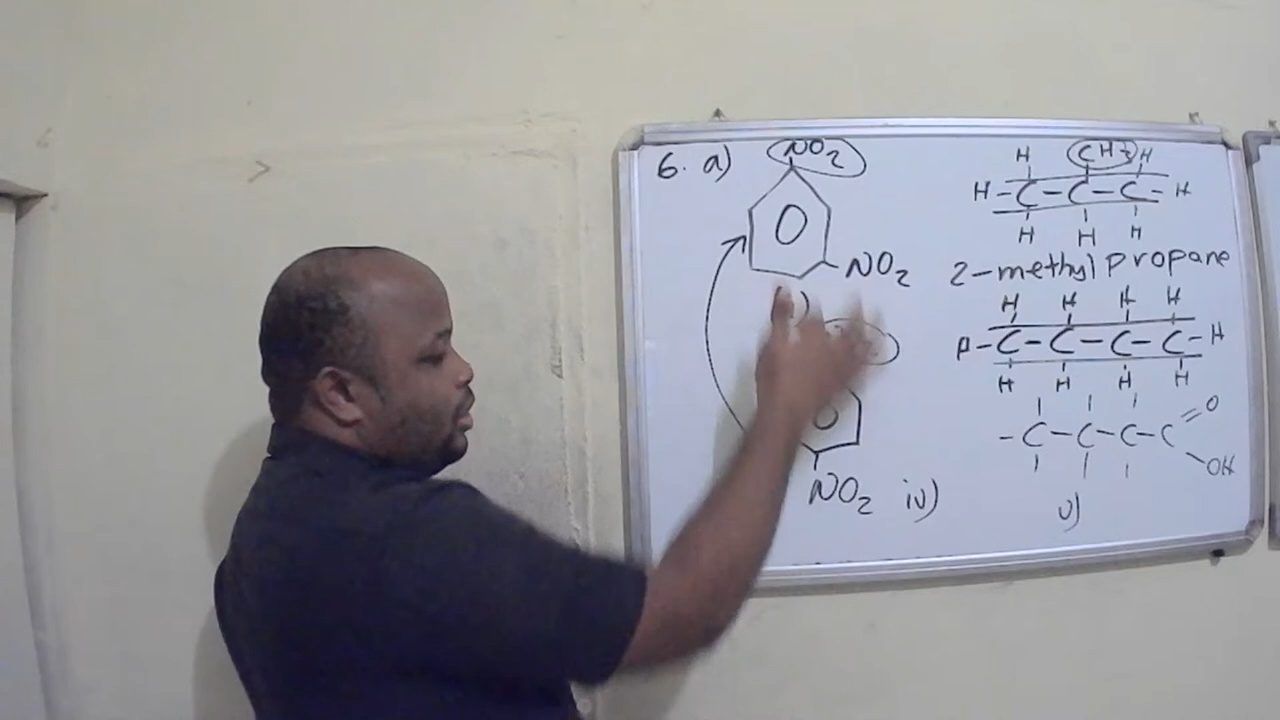 6. a) NO2
NO2
NO2 iv)
H CH3 H
H-C-C-C-H
H H H
2-methyl propane
H H H H
H-C-C-C-C-H
H H H H
-C-C-C-C=O
OH
v)